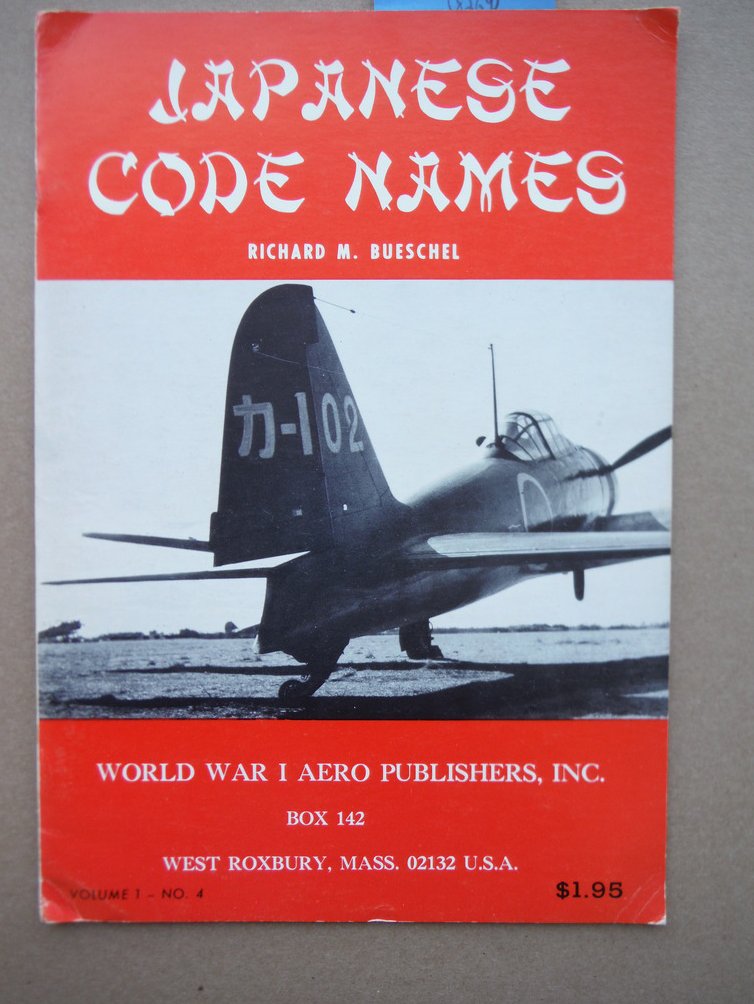 JAPANESE
CODE NAMES
RICHARD M. BUESCHEL
カ-102
WORLD WAR I AERO PUBLISHERS, INC.
BOX 142
WEST ROXBURY, MASS. 02132 U.S.A.
VOLUME 1 - NO. 4
$1.95